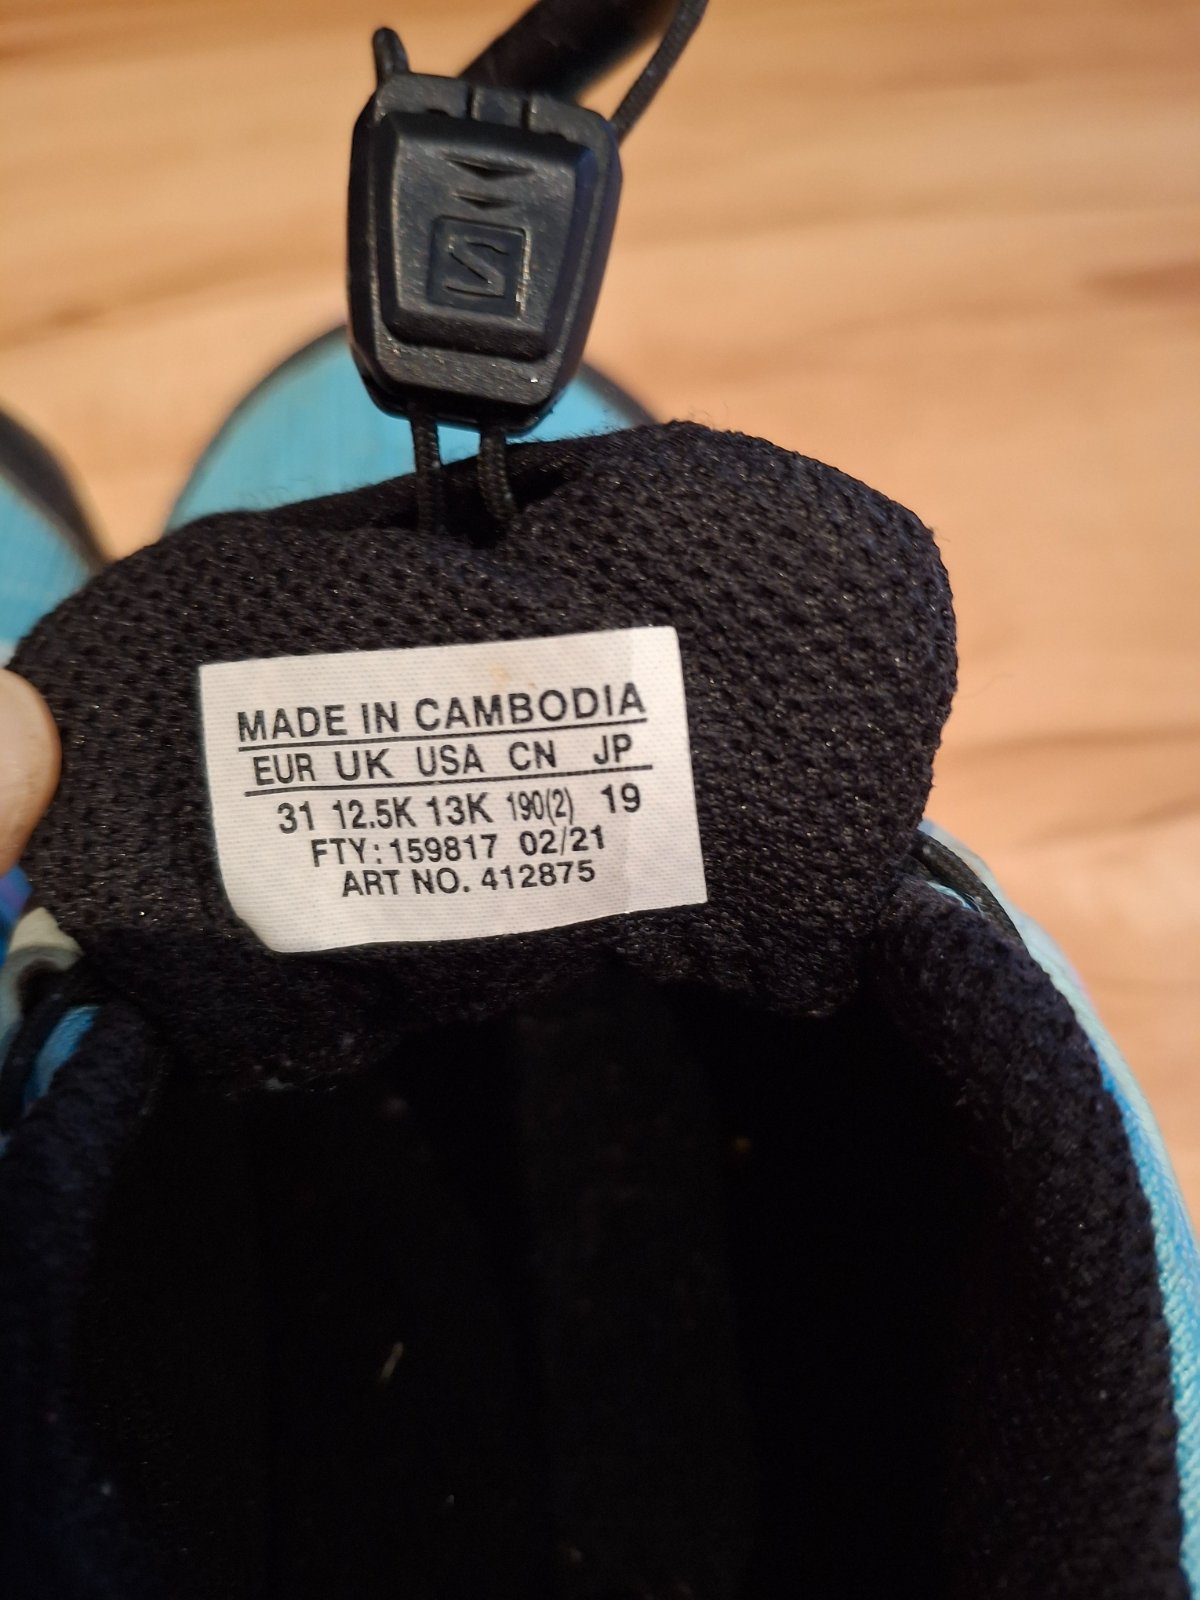 S
MADE IN CAMBODIA
EUR UK USA CN JP
31 12.5K 13K 190(2) 19
FTY: 159817 02/21
ART NO. 412875